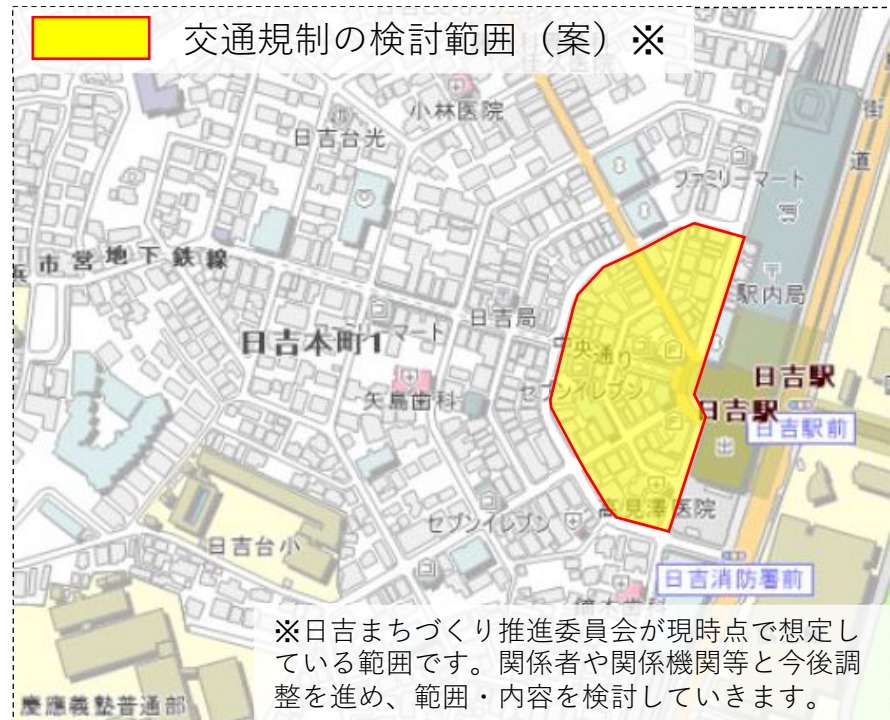 交通規制の検討範囲（案）※
小林医院
日吉台光
街
道
ファミリーマート
浜市営地下鉄線
駅内局
日吉局
日吉本町1
マート
中央通り
セブンイレブン
矢島歯科
日吉駅
日吉駅
日吉駅前
出
高見澤医院
セブンイレブン
日吉台小
日吉消防署前
※日吉まちづくり推進委員会が現時点で想定し
ている範囲です。関係者や関係機関等と今後調
整を進め、範囲・内容を検討していきます。
慶應義塾普通部